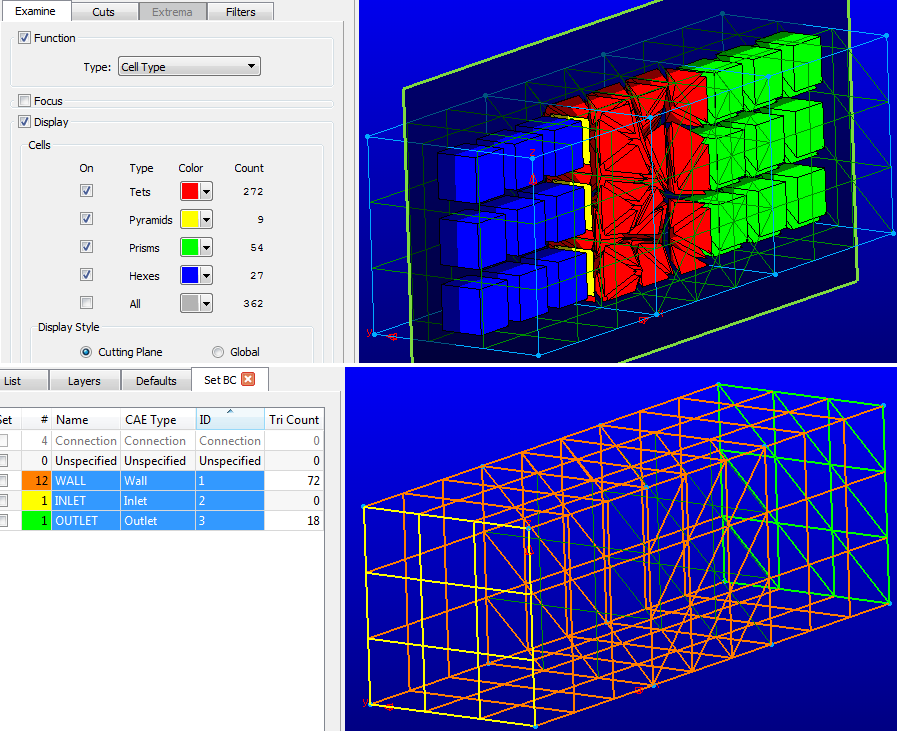 Examine Cuts Extrema Filters
Function
Type: Cell Type
Focus
Display
Cells
On Type Color Count
Tets 272
Pyramids 9
Prisms 54
Hexes 27
All 362
Display Style
Cutting Plane Global
List Layers Defaults Set BC
Set # Name CAE Type ID Tri Count
4 Connection Connection Connection 0
0 Unspecified Unspecified Unspecified 0
12 WALL Wall 1 72
1 INLET Inlet 2 0
1 OUTLET Outlet 3 18